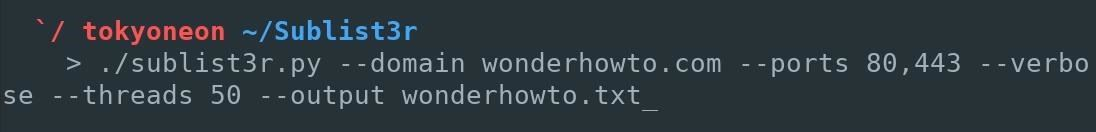 `/ tokyoneon ~/Sublist3r
> ./sublist3r.py --domain wonderhowto.com --ports 80,443 --verbo
se --threads 50 --output wonderhowto.txt_